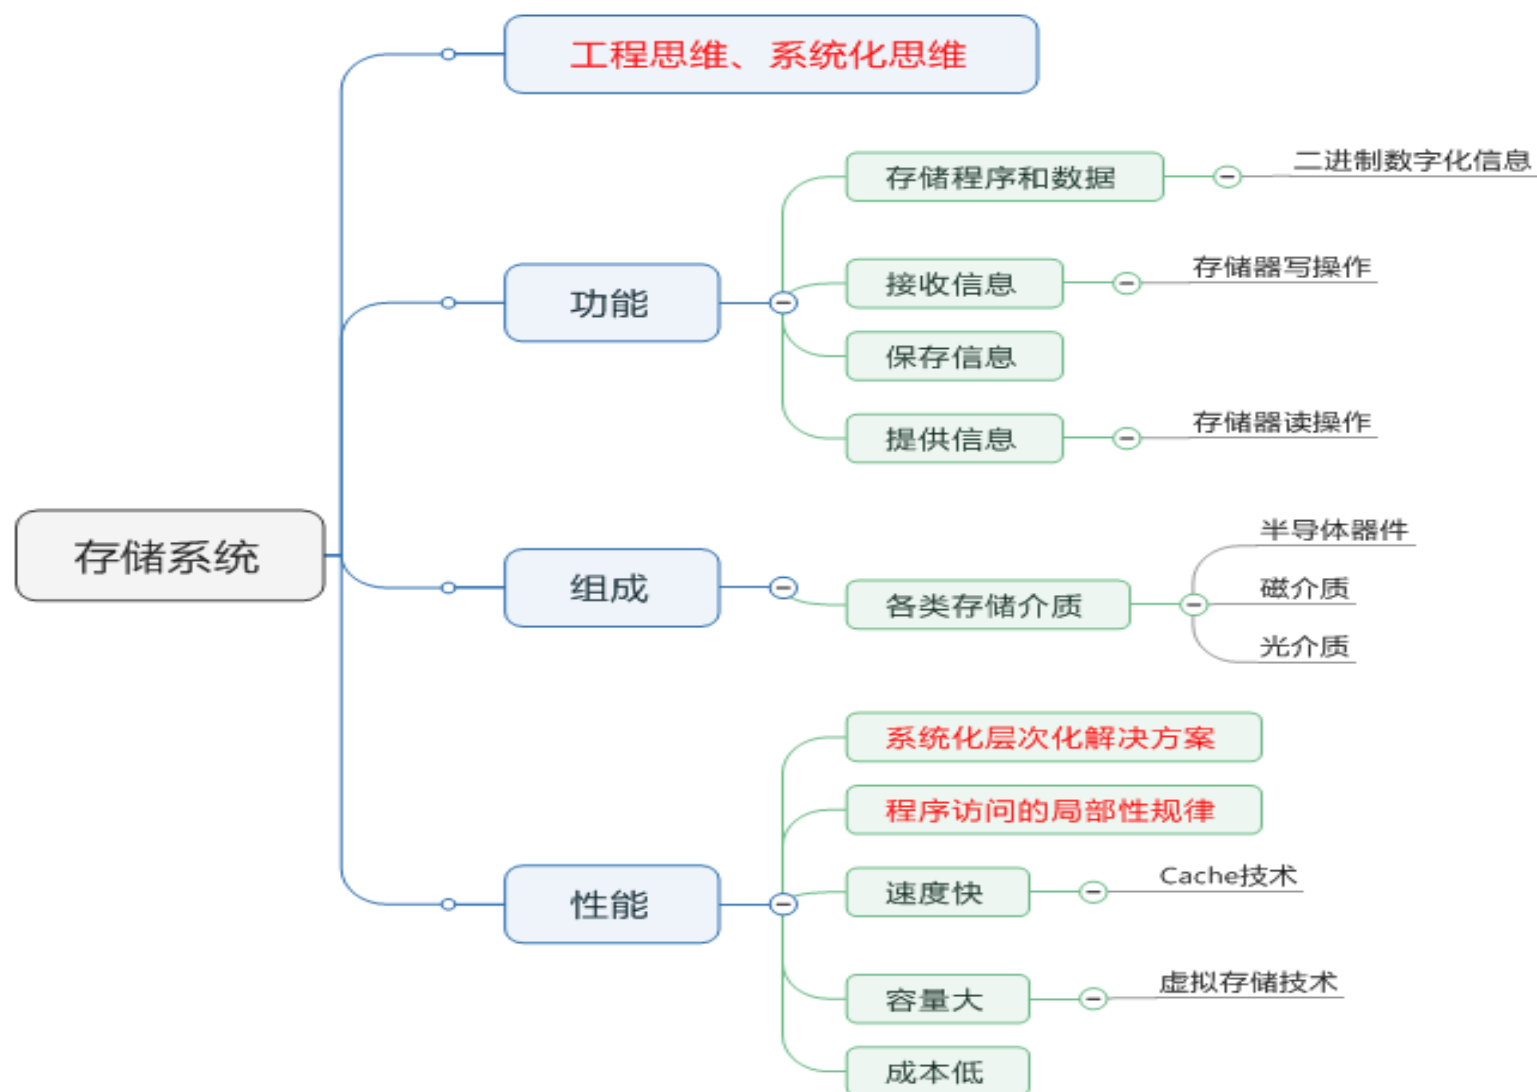 工程思维、系统化思维
存储程序和数据
二进制数字化信息
功能
接收信息
存储器写操作
保存信息
提供信息
存储器读操作
存储系统
组成
各类存储介质
半导体器件
磁介质
光介质
性能
系统化层次化解决方案
程序访问的局部性规律
速度快
Cache技术
容量大
虚拟存储技术
成本低